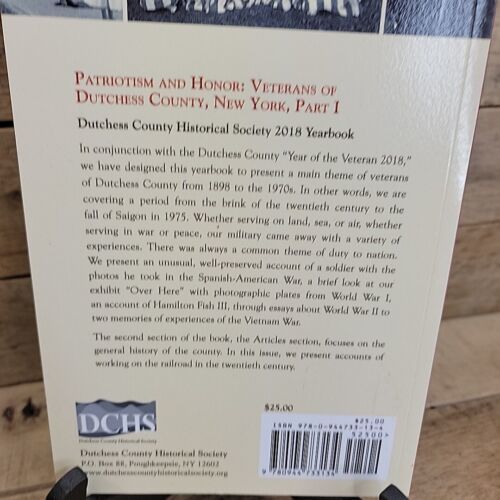 Patriotism and Honor: Veterans of
Dutchess County, New York, Part I
Dutchess County Historical Society 2018 Yearbook
In conjunction with the Dutchess County "Year of the Veteran 2018,"
we have designed this yearbook to present a main theme of veterans
of Dutchess County from 1898 to the 1970s. In other words, we are
covering a period from the brink of the twentieth century to the
fall of Saigon in 1975. Whether serving on land, sea, or air, whether
serving in war or peace, our military came away with a variety of
experiences. There was always a common theme of duty to nation.
We present an unusual, well-preserved account of a soldier with the
photos he took in the Spanish-American War, a brief look at our
exhibit "Over Here" with photographic plates from World War I,
an account of Hamilton Fish III, through essays about World War II to
two memories of experiences of the Vietnam War.
The second section of the book, the Articles section, focuses on the
general history of the county. In this issue, we present accounts of
working on the railroad in the twentieth century.
DCHS
Dutchess County Historical Society
Dutchess County Historical Society
P.O. Box 88, Poughkeepsie, NY 12602
www.dutchesscountyhistoricalsociety.org
$25.00
$25.00
ISBN 978-0-944733-13-4
52500>
9 780944 733134